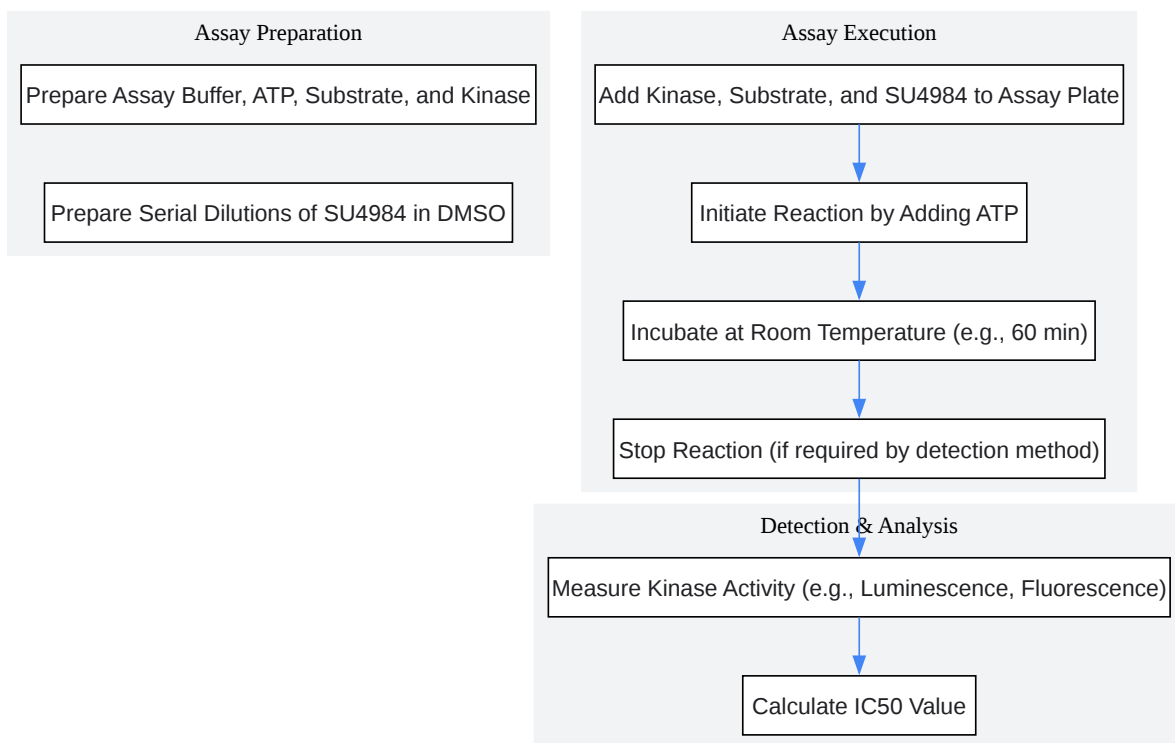 Assay Preparation
Prepare Assay Buffer, ATP, Substrate, and Kinase
Prepare Serial Dilutions of SU4984 in DMSO
Assay Execution
Add Kinase, Substrate, and SU4984 to Assay Plate
Initiate Reaction by Adding ATP
Incubate at Room Temperature (e.g., 60 min)
Stop Reaction (if required by detection method)
Detection & Analysis
Measure Kinase Activity (e.g., Luminescence, Fluorescence)
Calculate IC50 Value